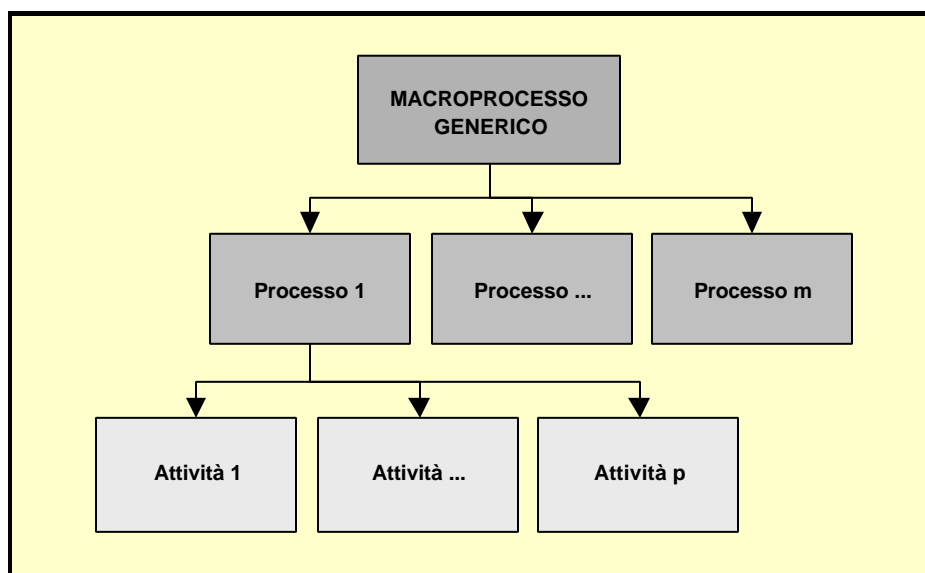 MACROPROCESSO
GENERICO
Processo 1
Processo ...
Processo m
Attività 1
Attività ...
Attività p